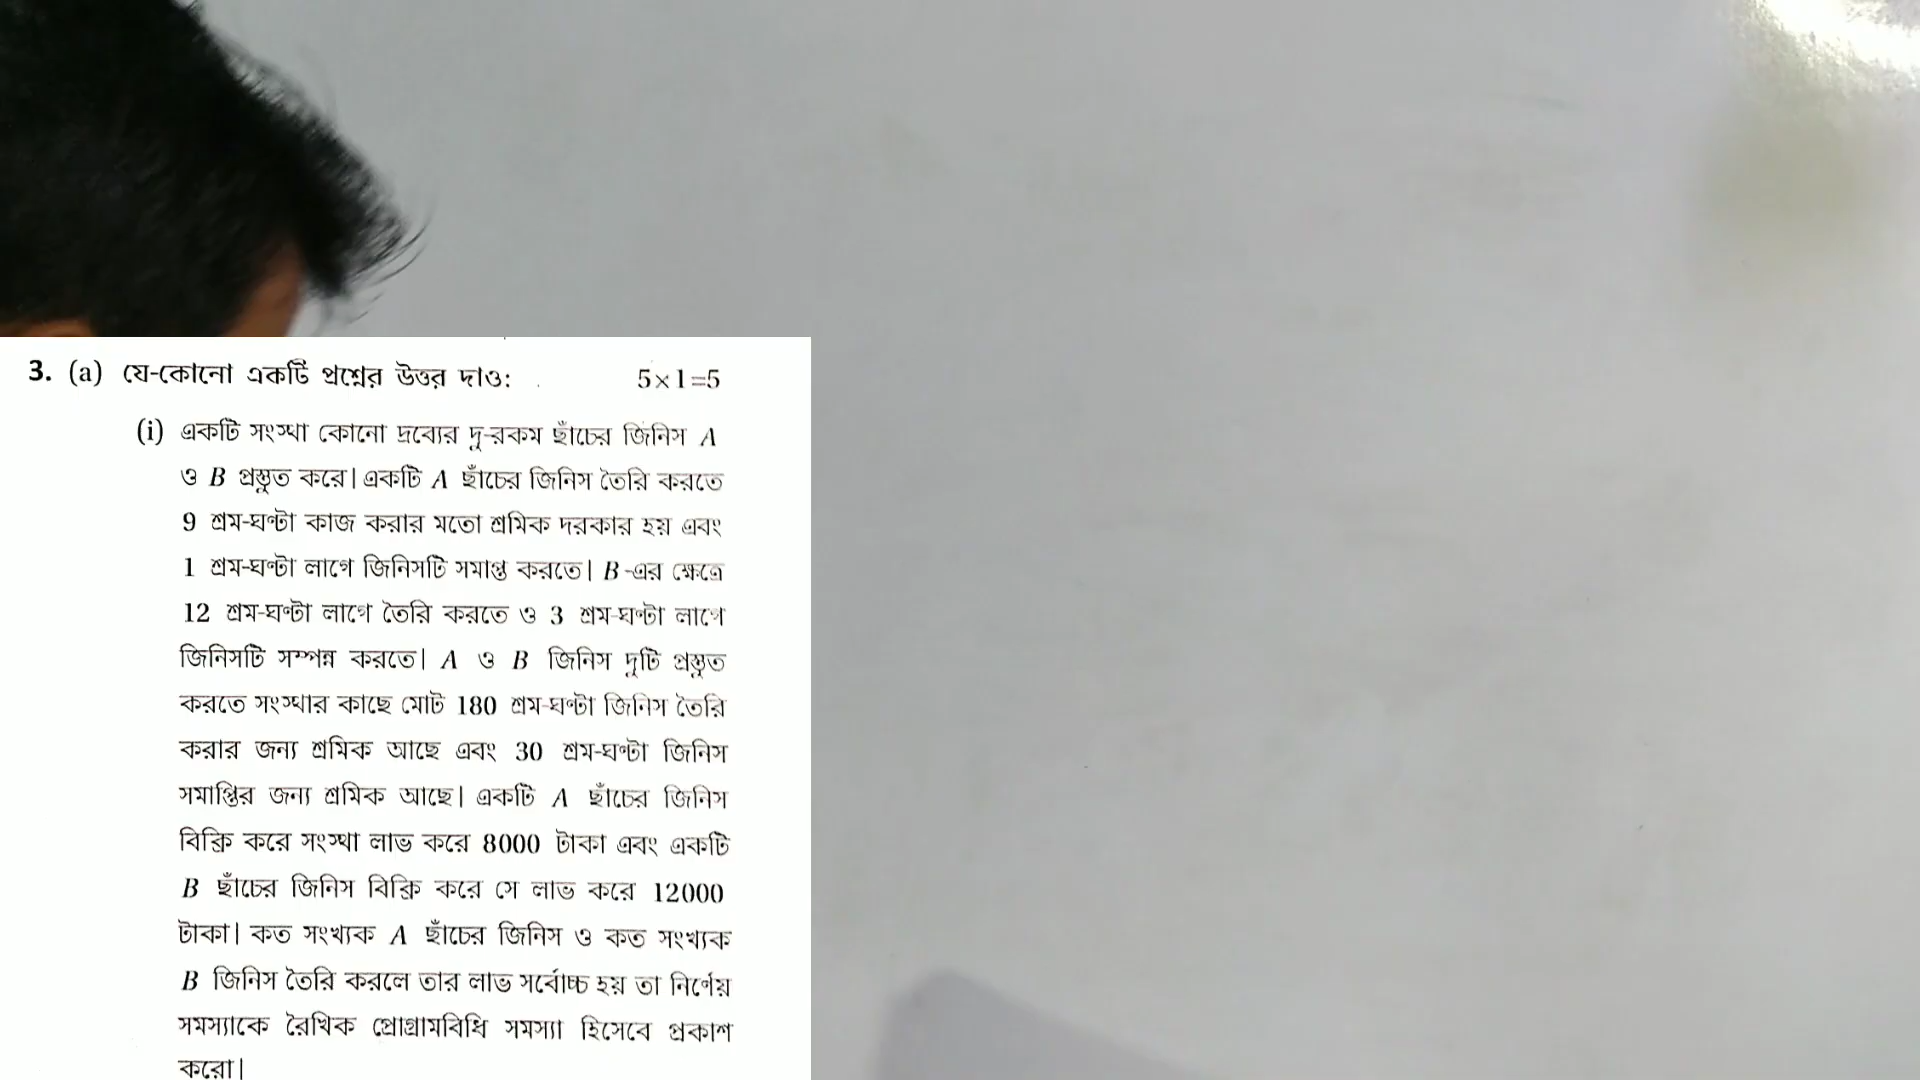 3. (a) যে-কোনো একটি প্রশ্নের উত্তর দাও: 5×1=5
(i) একটি সংস্থা কোনো দ্রব্যের দু-রকম ছাঁচের জিনিস A
ও B প্রস্তুত করে। একটি A ছাঁচের জিনিস তৈরি করতে
9 শ্রম-ঘণ্টা কাজ করার মতো শ্রমিক দরকার হয় এবং
1 শ্রম-ঘণ্টা লাগে জিনিসটি সমাপ্ত করতে। B-এর ক্ষেত্রে
12 শ্রম-ঘণ্টা লাগে তৈরি করতে ও 3 শ্রম-ঘণ্টা লাগে
জিনিসটি সম্পন্ন করতে। A ও B জিনিস দুটি প্রস্তুত
করতে সংস্থার কাছে মোট 180 শ্রম-ঘণ্টা জিনিস তৈরি
করার জন্য শ্রমিক আছে এবং 30 শ্রম-ঘণ্টা জিনিস
সমাপ্তির জন্য শ্রমিক আছে। একটি A ছাঁচের জিনিস
বিক্রি করে সংস্থা লাভ করে 8000 টাকা এবং একটি
B ছাঁচের জিনিস বিক্রি করে সে লাভ করে 12000
টাকা। কত সংখ্যক A ছাঁচের জিনিস ও কত সংখ্যক
B জিনিস তৈরি করলে তার লাভ সর্বোচ্চ হয় তা নির্ণেয়
সমস্যাকে রৈখিক প্রোগ্রামবিধি সমস্যা হিসেবে প্রকাশ
করো।